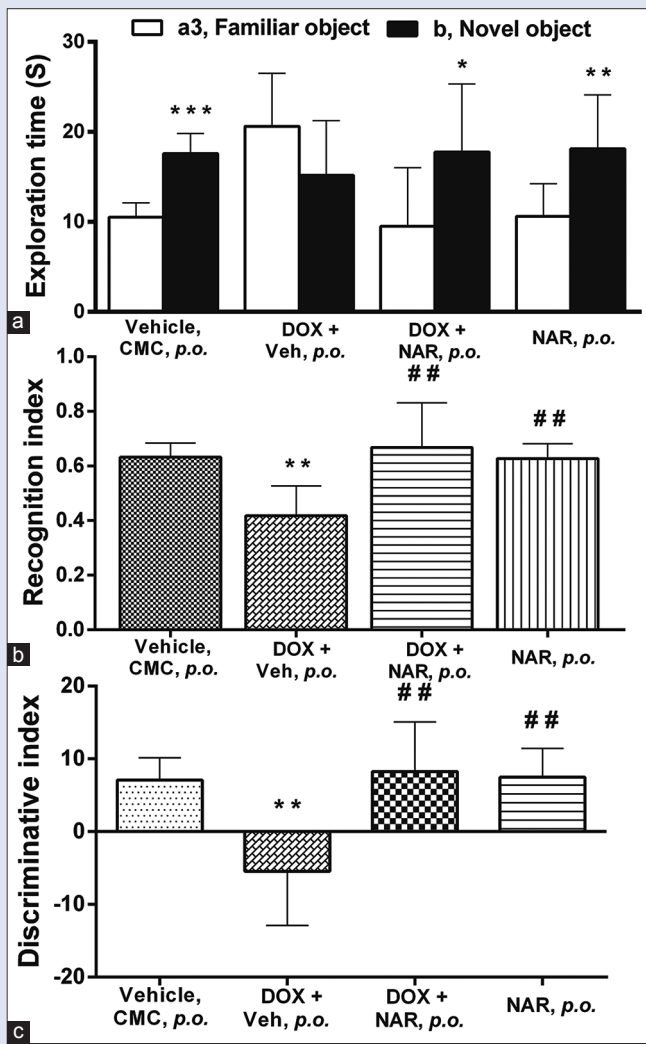 a3, Familiar object b, Novel object
Exploration time (S)
30
20
10
0
***
*
**
Vehicle, CMC, p.o.
DOX + Veh, p.o.
DOX + NAR, p.o.
NAR, p.o.
a
Recognition index
1.0
0.8
0.6
0.4
0.2
0.0
**
##
##
Vehicle, CMC, p.o.
DOX + Veh, p.o.
DOX + NAR, p.o.
NAR, p.o.
b
Discriminative index
20
10
0
-10
-20
**
##
##
Vehicle, CMC, p.o.
DOX + Veh, p.o.
DOX + NAR, p.o.
NAR, p.o.
c